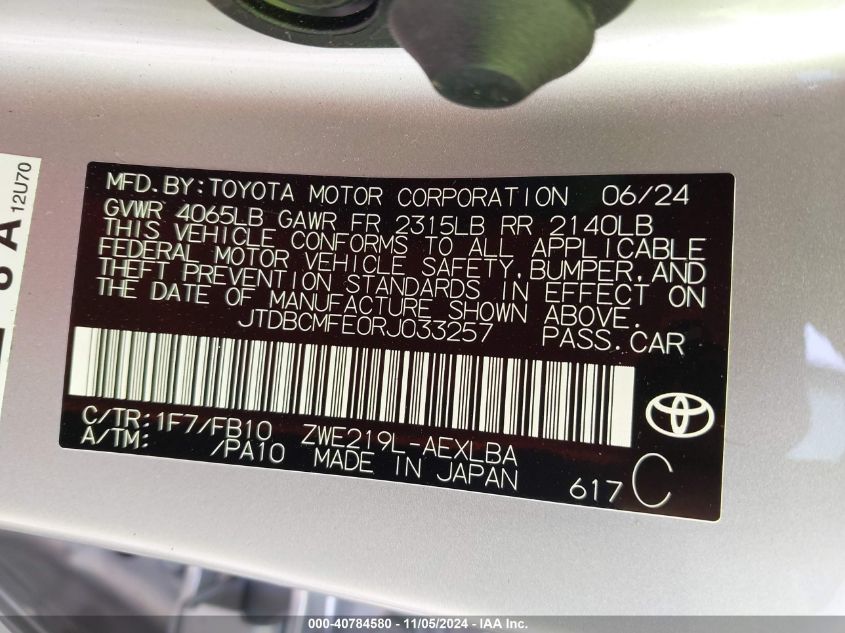 MFD. BY: TOYOTA MOTOR CORPORATION 06/24
GVWR 4065LB GAWR FR 2315LB RR 2140LB
THIS VEHICLE CONFORMS TO ALL APPLICABLE
FEDERAL MOTOR VEHICLE SAFETY, BUMPER, AND
THEFT PREVENTION STANDARDS IN EFFECT ON
THE DATE OF MANUFACTURE SHOWN ABOVE.
JTDBCMFE0RJ033257 PASS. CAR
C/TR: 1F7/FB10 ZWE219L-AEXLBA
A/TM: /PA10 MADE IN JAPAN
617 C
12U70
A
000-40784580 - 11/05/2024 - IAA Inc.